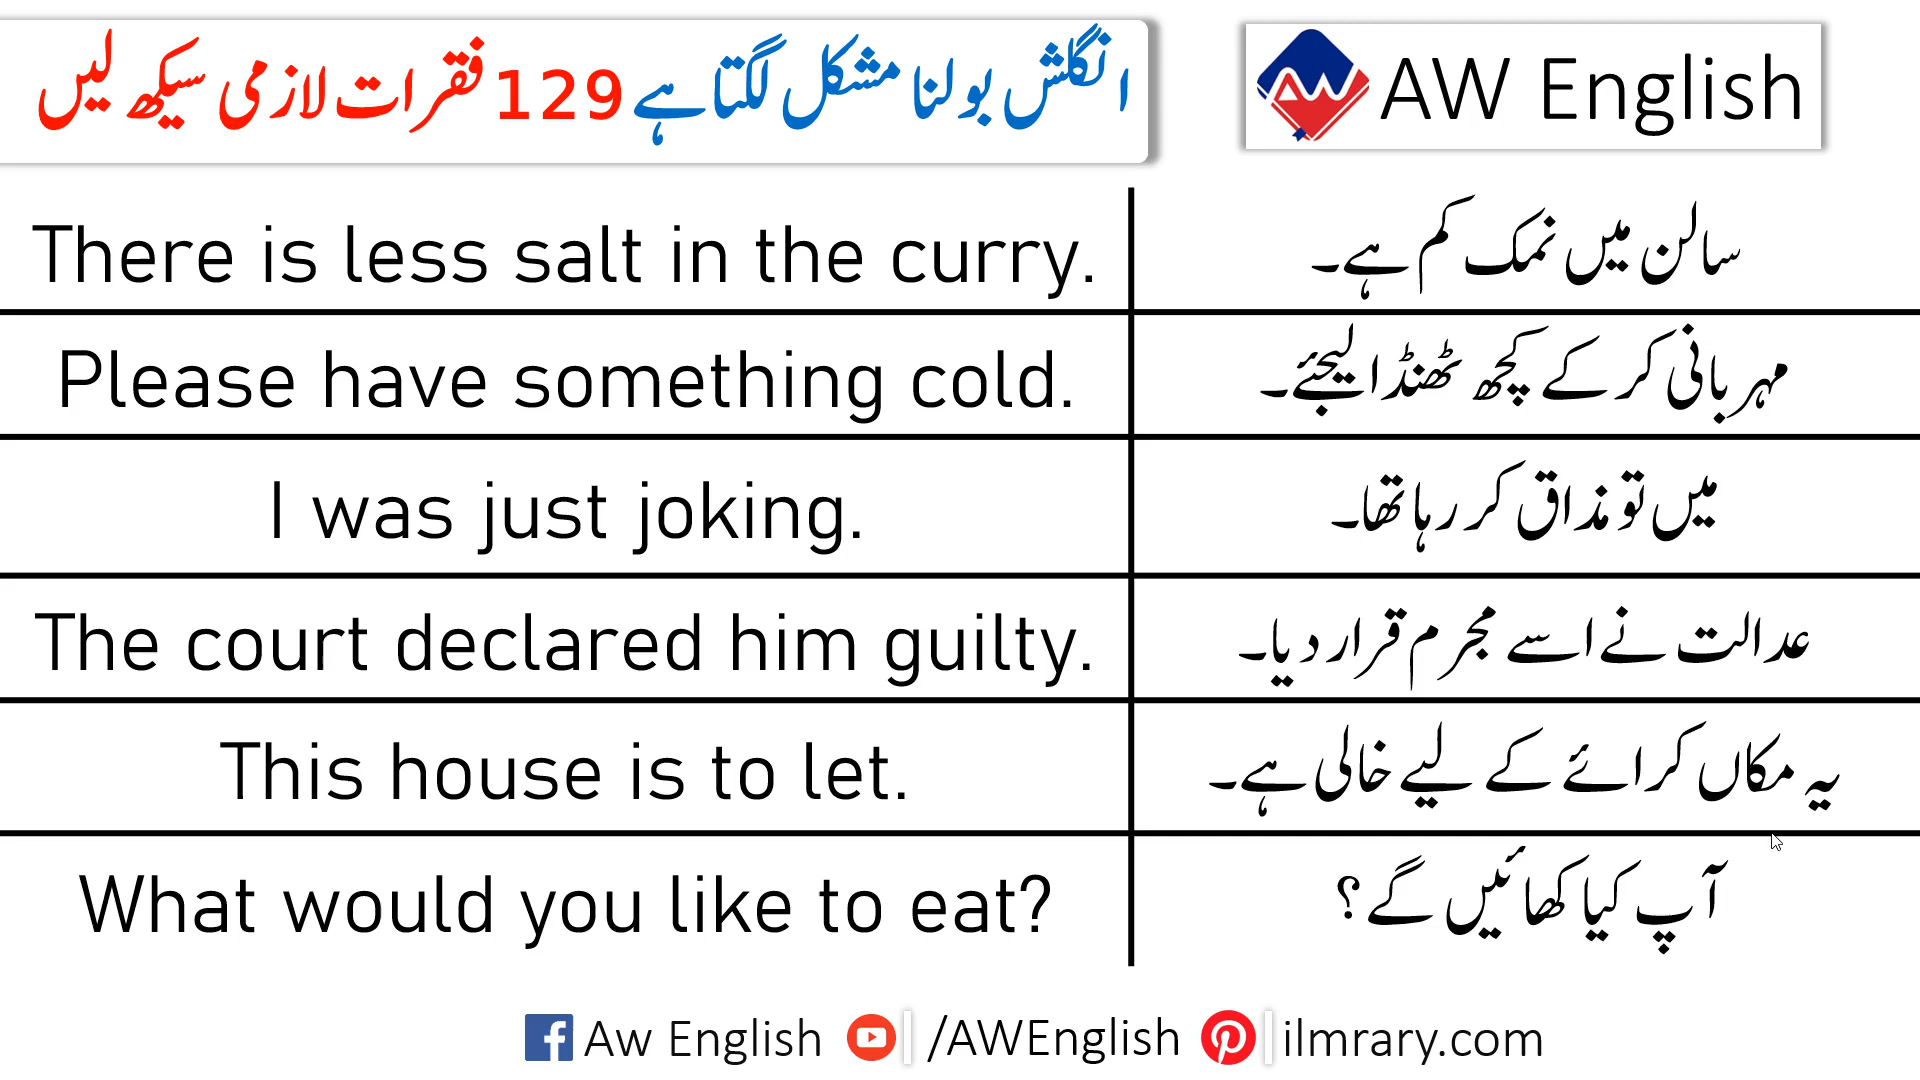 انگلش بولنا مشکل لگتا ہے 129 فقرات لازمی سیکھ لیں
AW English
There is less salt in the curry.
سالن میں نمک کم ہے۔
Please have something cold.
مہربانی کر کے کچھ ٹھنڈا لیجئے۔
I was just joking.
میں تو مذاق کر رہا تھا۔
The court declared him guilty.
عدالت نے اسے مجرم قرار دیا۔
This house is to let.
یہ مکاں کرائے کے لیے خالی ہے۔
What would you like to eat?
آپ کیا کھائیں گے؟
Aw English /AWEnglish ilmrary.com